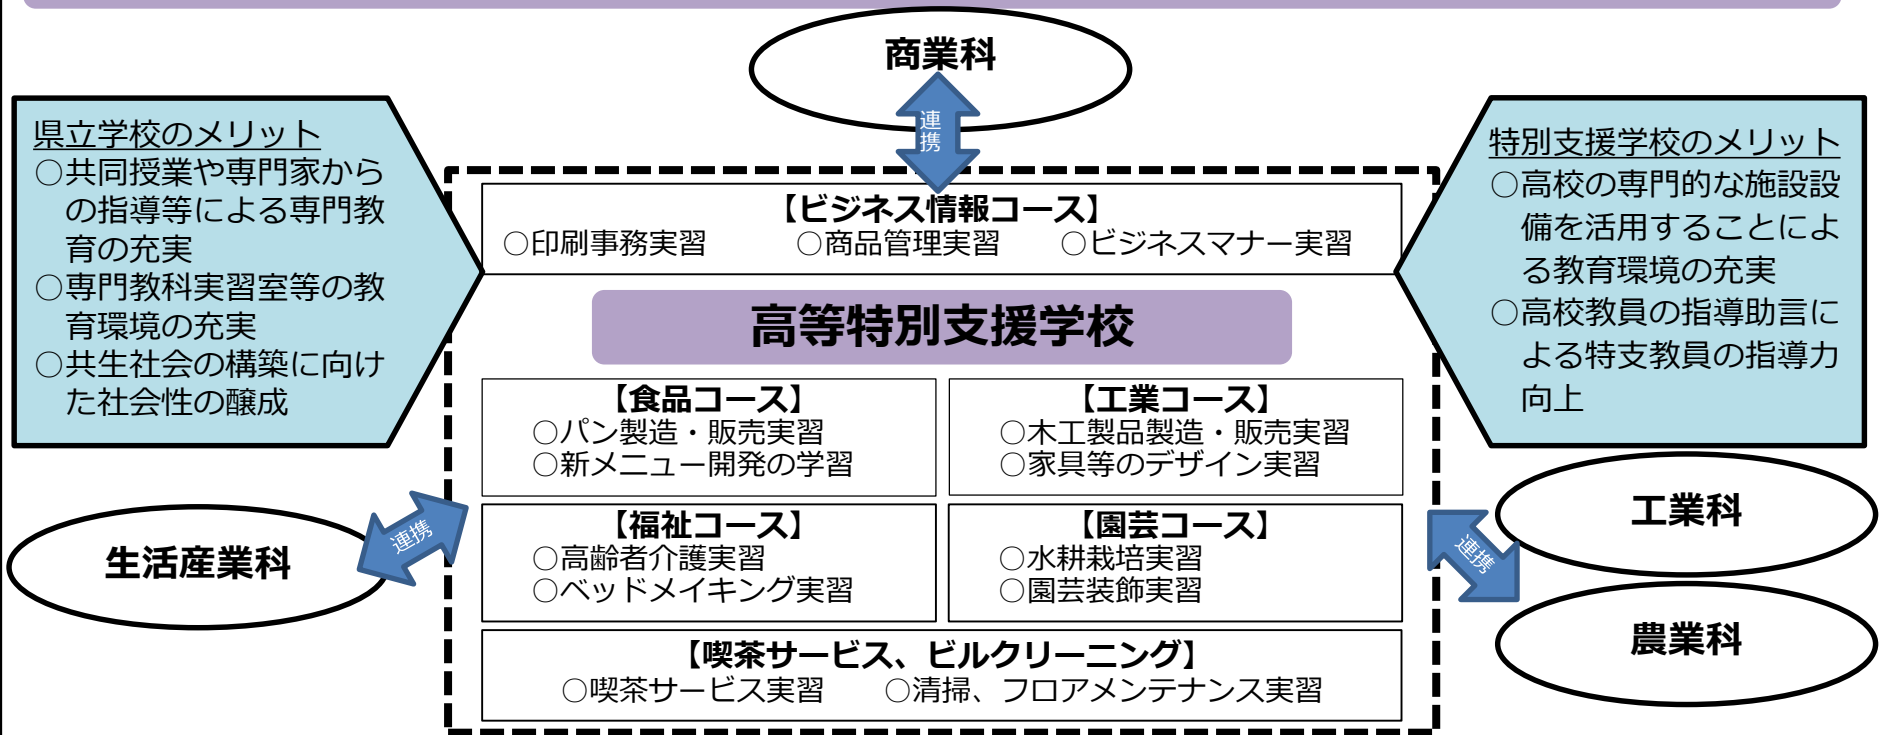 商業科
連携
県立学校のメリット
○共同授業や専門家から
の指導等による専門教
育の充実
○専門教科実習室等の教
育環境の充実
○共生社会の構築に向け
た社会性の醸成
【ビジネス情報コース】
○印刷事務実習 ○商品管理実習 ○ビジネスマナー実習
高等特別支援学校
【食品コース】
○パン製造・販売実習
○新メニュー開発の学習
【工業コース】
○木工製品製造・販売実習
○家具等のデザイン実習
【福祉コース】
○高齢者介護実習
○ベッドメイキング実習
【園芸コース】
○水耕栽培実習
○園芸装飾実習
【喫茶サービス、ビルクリーニング】
○喫茶サービス実習 ○清掃、フロアメンテナンス実習
特別支援学校のメリット
○高校の専門的な施設設
備を活用することによ
る教育環境の充実
○高校教員の指導助言に
よる特支教員の指導力
向上
生活産業科
連携
連携
工業科
農業科